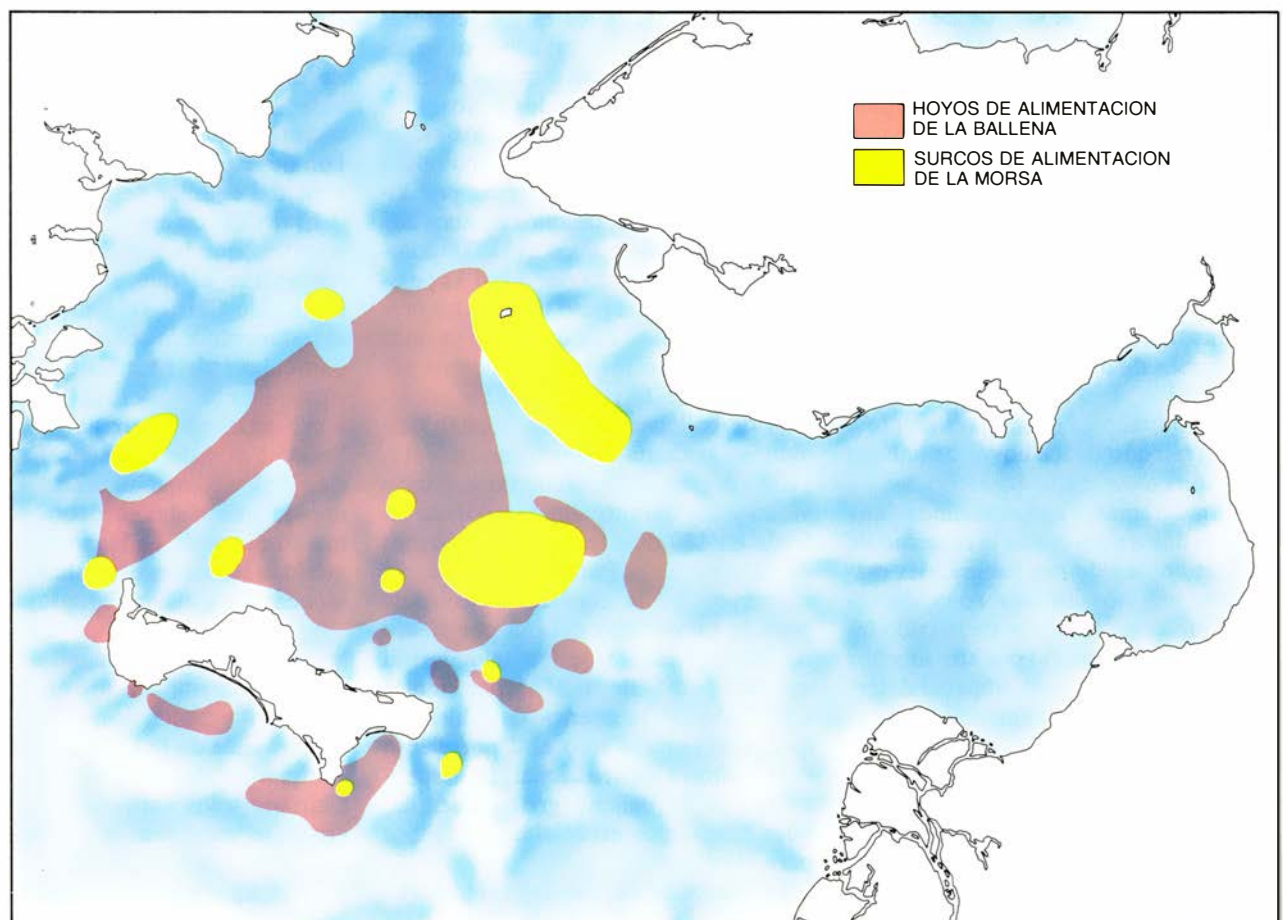 HOYOS DE ALIMENTACION
DE LA BALLENA
SURCOS DE ALIMENTACION
DE LA MORSA